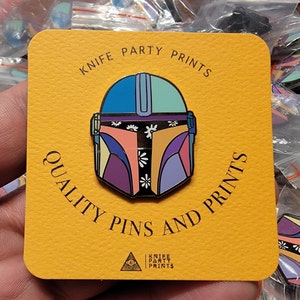 KNIFE PARTY PRINTS
QUALITY PINS AND PRINTS
KNIFE
PARTY
PRINTS